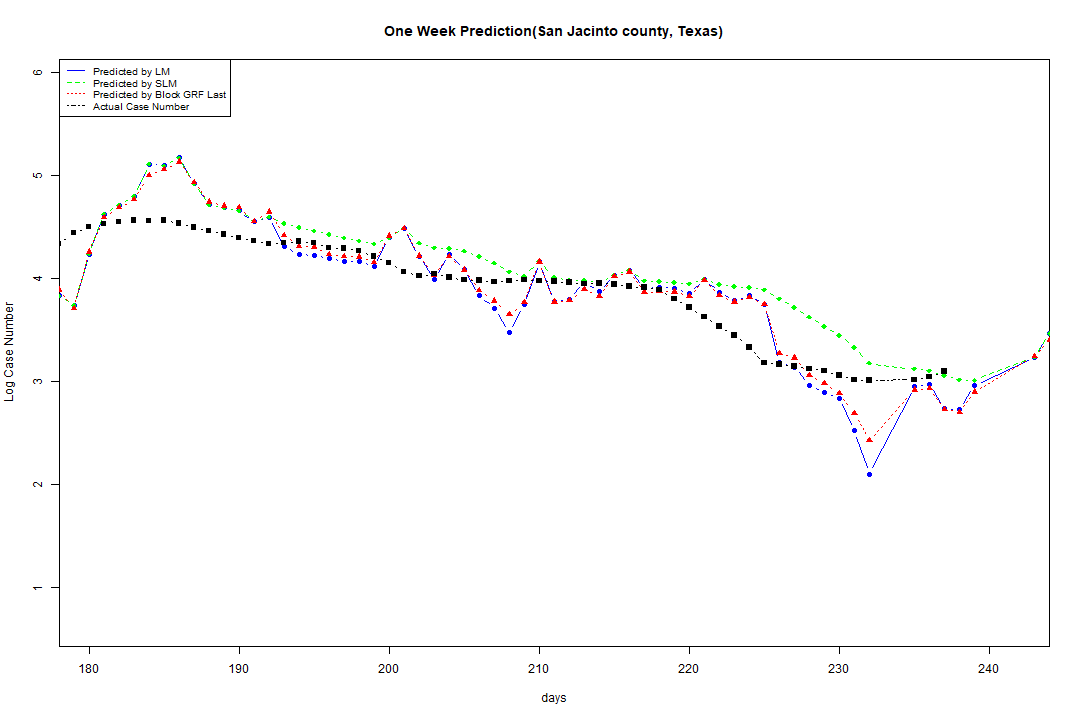 One Week Prediction(San Jacinto county, Texas)
Predicted by LM
Predicted by SLM
Predicted by Block GRF Last
Actual Case Number
6
5
4
3
2
1
Log Case Number
180 190 200 210 220 230 240
days